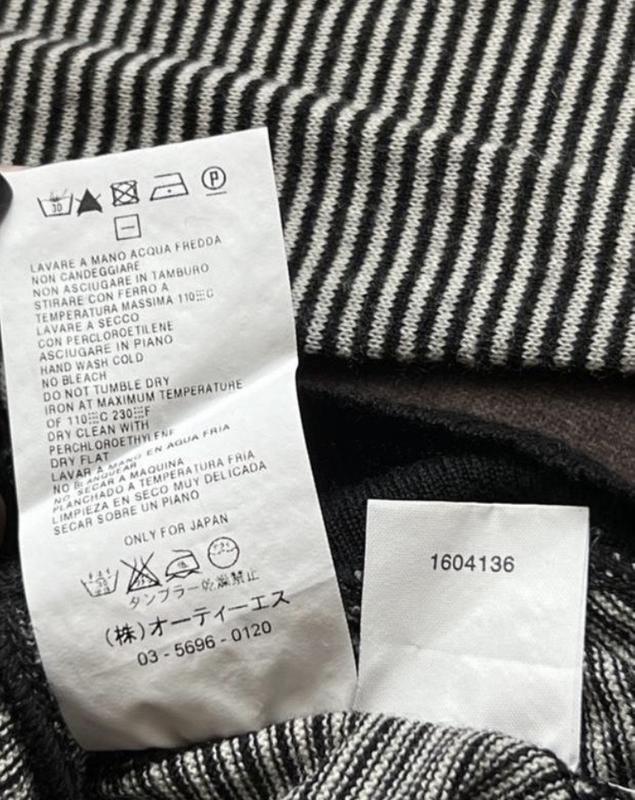 30
P
LAVARE A MANO ACQUA FREDDA
NON CANDEGGIARE
NON ASCIUGARE IN TAMBURO
STIRARE CON FERRO A
TEMPERATURA MASSIMA 110 C
LAVARE A SECCO
CON PERCLOROETILENE
ASCIUGARE IN PIANO
HAND WASH COLD
NO BLEACH
DO NOT TUMBLE DRY
IRON AT MAXIMUM TEMPERATURE
OF 110 C 230 F
DRY CLEAN WITH
PERCHLOROETHYLENE
DRY FLAT
LAVAR A MANO EN AGUA FRIA
NO BLANQUEAR
NO SECAR A MAQUINA
PLANCHADO A TEMPERATURA FRIA
LIMPIEZA EN SECO MUY DELICADA
SECAR SOBRE UN PIANO
ONLY FOR JAPAN
タンブラー乾燥禁止
(株)オーティーエス
03 - 5696 - 0120
1604136